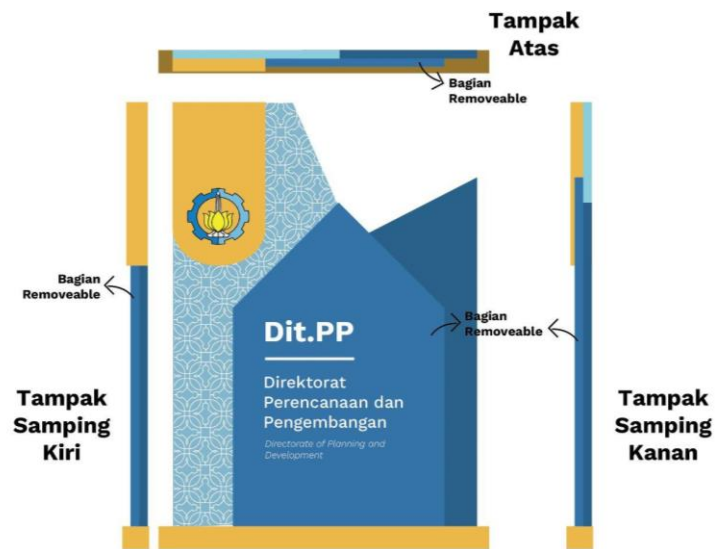 Tampak
Atas
Bagian
Removeable
Bagian
Removeable
Dit.PP
Bagian
Removeable
Direktorat
Perencanaan dan
Pengembangan
Directorate of Planning and
Development
Tampak
Samping
Kiri
Tampak
Samping
Kanan